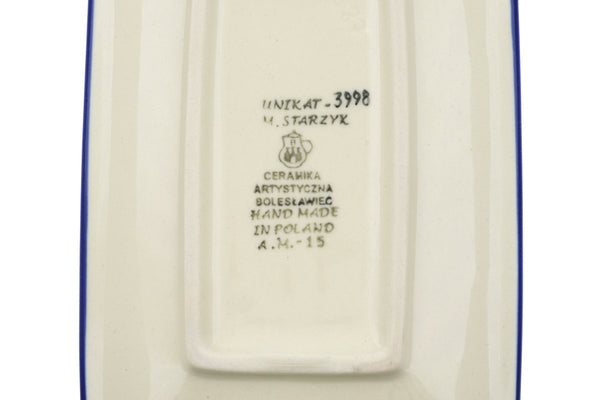 UNIKAT-3998
M. STARZYK
CERAMIKA
ARTYSTYCZNA
BOLESŁAWIEC
HAND MADE
IN POLAND
A.M.-15